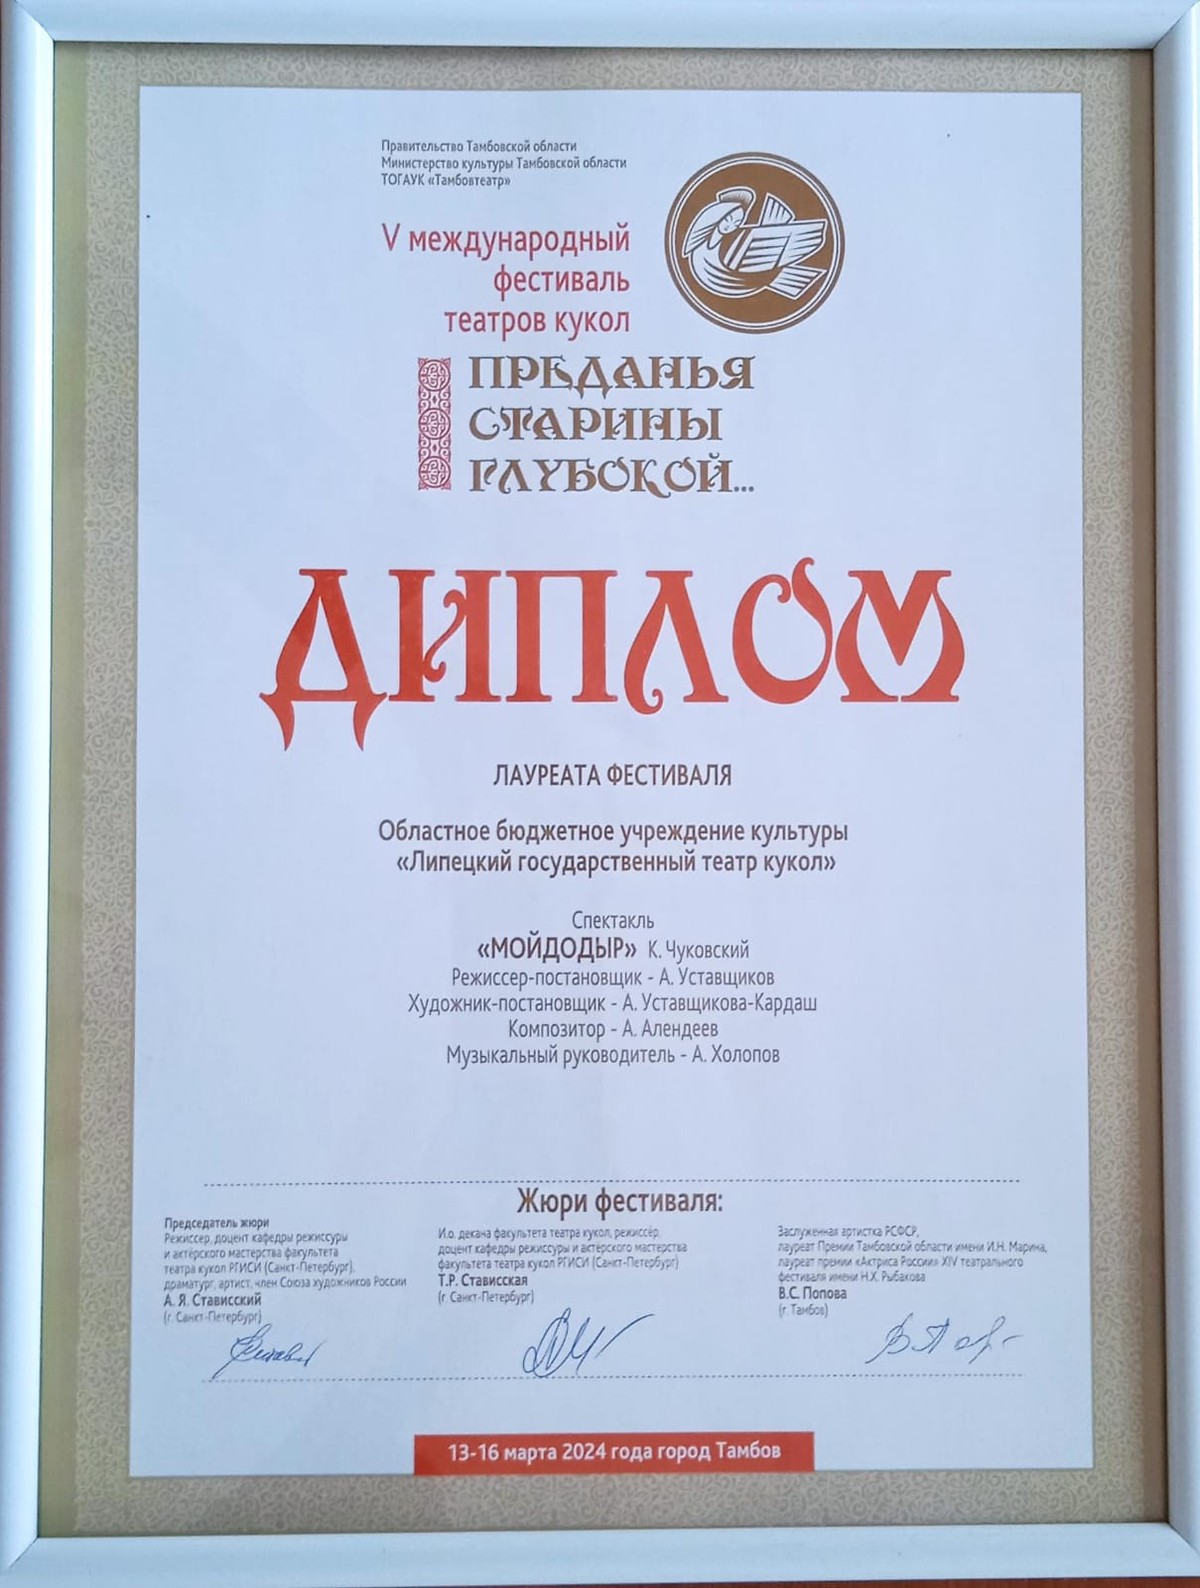 Правительство Тамбовской области
Министерство культуры Тамбовской области
ТОГАУК «Тамбовтеатр»
V международный
фестиваль
театров кукол
ПРЕДАНЬЯ
СТАРИНЫ
ГЛУБОКОЙ...
ДИПЛОМ
ЛАУРЕАТА ФЕСТИВАЛЯ
Областное бюджетное учреждение культуры
«Липецкий государственный театр кукол»
Спектакль
«МОЙДОДЫР» К. Чуковский
Режиссер-постановщик - А. Уставщиков
Художник-постановщик - А. Уставщикова-Кардаш
Композитор - А. Алендеев
Музыкальный руководитель - А. Холопов
Жюри фестиваля:
Председатель жюри
Режиссер, доцент кафедры режиссуры
и актёрского мастерства факультета
театра кукол РГИСИ (Санкт-Петербург),
драматург, артист, член Союза художников России
А. Я. Стависский
(г. Санкт-Петербург)
И.о. декана факультета театра кукол, режиссёр,
доцент кафедры режиссуры и актёрского мастерства
факультета театра кукол РГИСИ (Санкт-Петербург)
Т.Р. Стависская
(г. Санкт-Петербург)
Заслуженная артистка РСФСР,
лауреат Премии Тамбовской области имени И.Н. Марина,
лауреат премии «Актриса России» XIV театрального
фестиваля имени Н.Х. Рыбакова
В.С. Попова
(г. Тамбов)
13-16 марта 2024 года город Тамбов